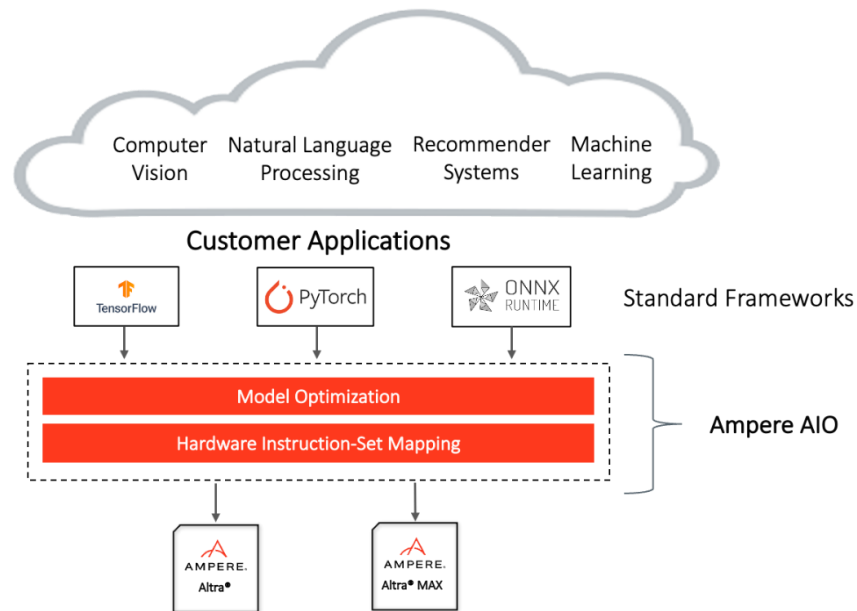 Computer Vision
Natural Language Processing
Recommender Systems
Machine Learning
Customer Applications
TensorFlow
PyTorch
ONNX RUNTIME
Standard Frameworks
Model Optimization
Hardware Instruction-Set Mapping
Ampere AIO
AMPERE.
Altra®
AMPERE.
Altra® MAX